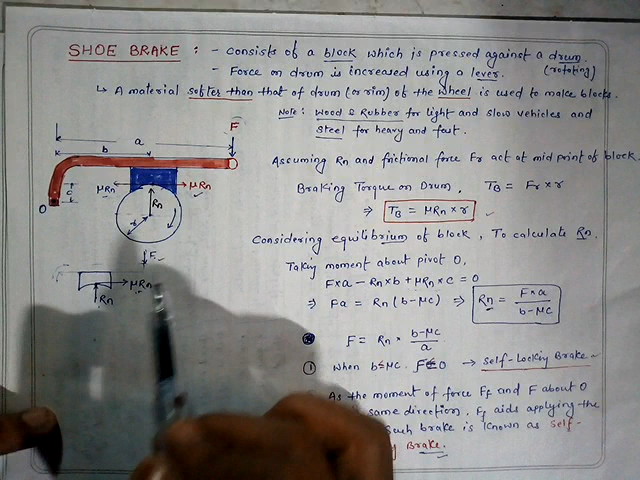 SHOE BRAKE : - Consists of a block which is pressed against a drum.
- Force on drum is increased using a lever. (rotating)
↳ A material softer than that of drum (or rim) of the wheel is used to make blocks.
Note: Wood & Rubber for light and slow vehicles and
Steel for heavy and fast.
F
a
b
c
O
μRn
μRn
Rn
r
F
μRn
Rn
Assuming Rn and frictional force Fr act at mid point of block.
Braking Torque on Drum, TB = Fr × r
⇒ TB = μRn × r
Considering equilibrium of block, To calculate Rn.
Taking moment about pivot O,
F×a - Rn×b + μRn × c = 0
⇒ Fa = Rn (b-μc) ⇒ Rn = F×a / b-μc
F = Rn × b-μc / a
① When b≤μc. F≤0 → Self-Locking Brake
As the moment of force Ff and F about O
same direction, Ff aids applying the
such brake is known as Self-
Brake.